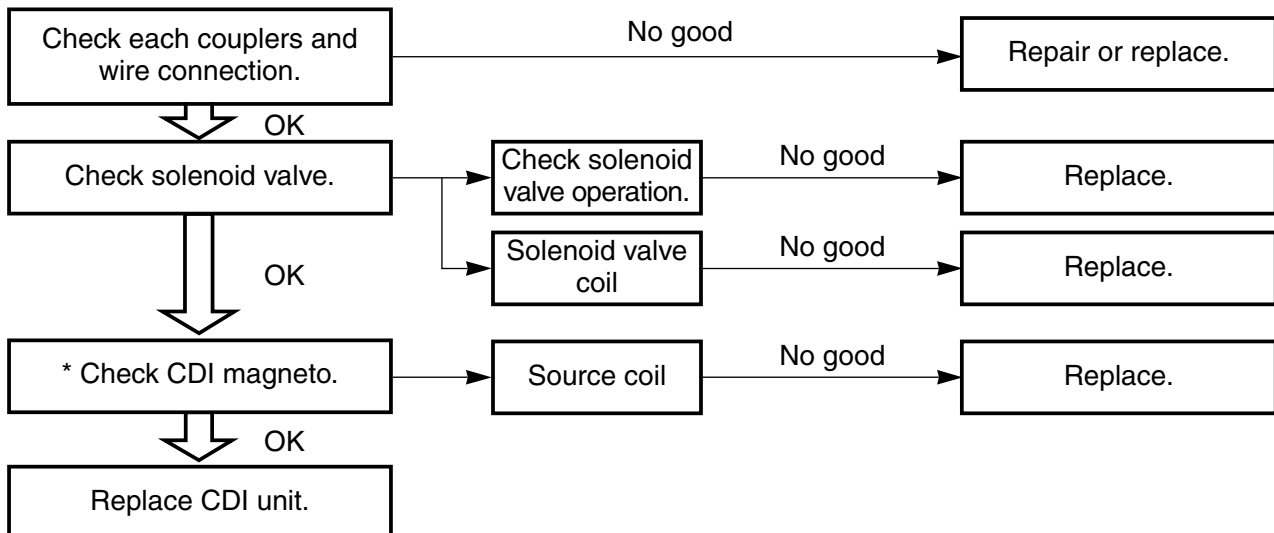 Check each couplers and
wire connection.
No good
Repair or replace.
OK
Check solenoid valve.
Check solenoid
valve operation.
No good
Replace.
Solenoid valve
coil
No good
Replace.
OK
* Check CDI magneto.
Source coil
No good
Replace.
OK
Replace CDI unit.